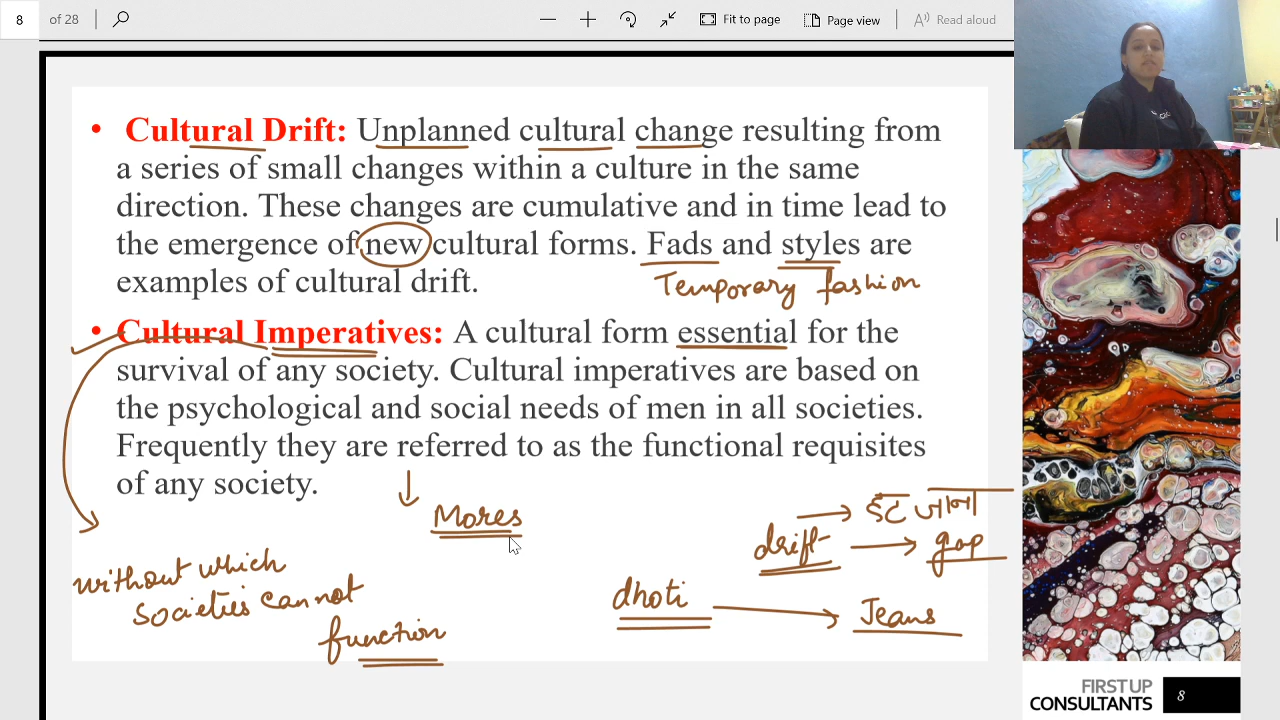 8 of 28 Fit to page Page view Read aloud
• Cultural Drift: Unplanned cultural change resulting from
a series of small changes within a culture in the same
direction. These changes are cumulative and in time lead to
the emergence of new cultural forms. Fads and styles are
examples of cultural drift.
Temporary fashion
• Cultural Imperatives: A cultural form essential for the
survival of any society. Cultural imperatives are based on
the psychological and social needs of men in all societies.
Frequently they are referred to as the functional requisites
of any society.
Mores
drift → हट जाना
→ gap
without which
societies cannot
function
dhoti → Jeans
FIRST UP
CONSULTANTS
8